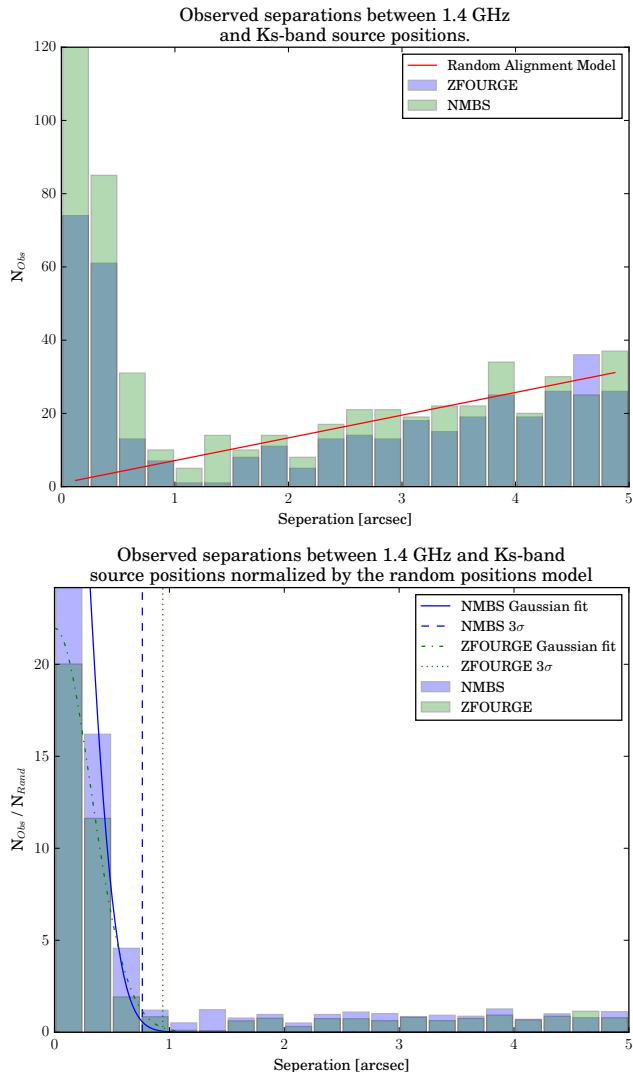 Observed separations between 1.4 GHz
and Ks-band source positions.
120
100
80
60
40
20
0
N_Obs
Random Alignment Model
ZFOURGE
NMBS
0 1 2 3 4 5
Seperation [arcsec]
Observed separations between 1.4 GHz and Ks-band
source positions normalized by the random positions model
20
15
10
5
0
N_Obs / N_Rand
NMBS Gaussian fit
NMBS 3σ
ZFOURGE Gaussian fit
ZFOURGE 3σ
NMBS
ZFOURGE
0 1 2 3 4 5
Seperation [arcsec]